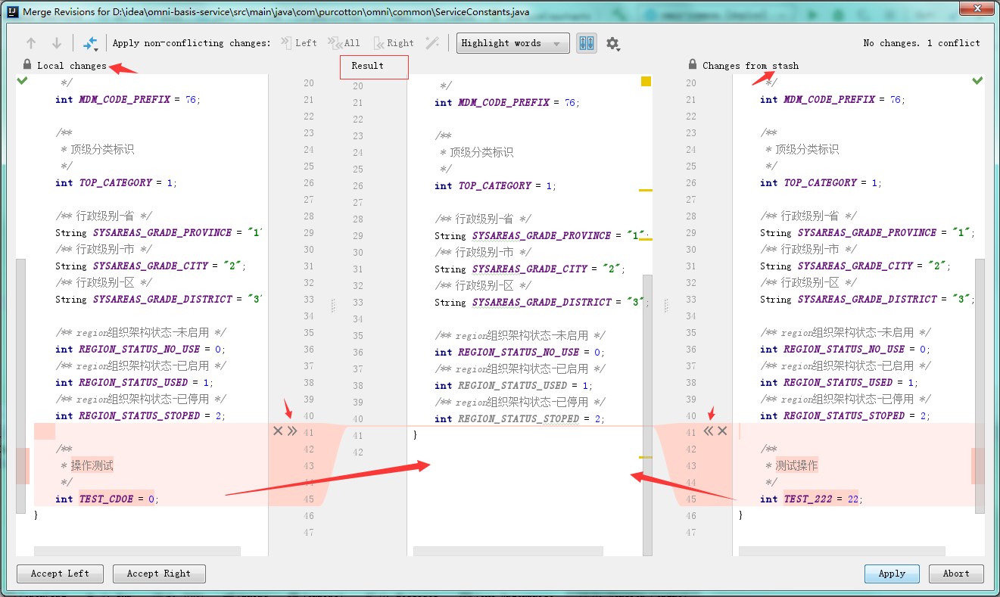 Merge Revisions for D:\idea\omni-basis-service\src\main\java\com\purcotton\omni\common\ServiceConstants.java
Apply non-conflicting changes: Left All Right Highlight words No changes. 1 conflict
Local changes
*/
int MDM_CODE_PREFIX = 76;
/**
* 顶级分类标识
*/
int TOP_CATEGORY = 1;
/** 行政级别-省 */
String SYSAREAS_GRADE_PROVINCE = "1"
/** 行政级别-市 */
String SYSAREAS_GRADE_CITY = "2";
/** 行政级别-区 */
String SYSAREAS_GRADE_DISTRICT = "3"
/** region组织架构状态-未启用 */
int REGION_STATUS_NO_USE = 0;
/** region组织架构状态-已启用 */
int REGION_STATUS_USED = 1;
/** region组织架构状态-已停用 */
int REGION_STATUS_STOPED = 2;
/**
* 操作测试
*/
int TEST_CDOE = 0;
}
20
21
22
23
24
25
26
27
28
29
30
31
32
33
34
35
36
37
38
39
40
41
42
43
44
45
46
47
Result
20
21
22
23
24
25
26
27
28
29
30
31
32
33
34
35
36
37
38
39
40
41
42
*/
int MDM_CODE_PREFIX = 76;
/**
* 顶级分类标识
*/
int TOP_CATEGORY = 1;
/** 行政级别-省 */
String SYSAREAS_GRADE_PROVINCE = "1";
/** 行政级别-市 */
String SYSAREAS_GRADE_CITY = "2";
/** 行政级别-区 */
String SYSAREAS_GRADE_DISTRICT = "3";
/** region组织架构状态-未启用 */
int REGION_STATUS_NO_USE = 0;
/** region组织架构状态-已启用 */
int REGION_STATUS_USED = 1;
/** region组织架构状态-已停用 */
int REGION_STATUS_STOPED = 2;
}
Changes from stash
20
21
22
23
24
25
26
27
28
29
30
31
32
33
34
35
36
37
38
39
40
41
42
43
44
45
46
47
*/
int MDM_CODE_PREFIX = 76;
/**
* 顶级分类标识
*/
int TOP_CATEGORY = 1;
/** 行政级别-省 */
String SYSAREAS_GRADE_PROVINCE = "1";
/** 行政级别-市 */
String SYSAREAS_GRADE_CITY = "2";
/** 行政级别-区 */
String SYSAREAS_GRADE_DISTRICT = "3";
/** region组织架构状态-未启用 */
int REGION_STATUS_NO_USE = 0;
/** region组织架构状态-已启用 */
int REGION_STATUS_USED = 1;
/** region组织架构状态-已停用 */
int REGION_STATUS_STOPED = 2;
/**
* 测试操作
*/
int TEST_222 = 22;
}
Accept Left Accept Right Apply Abort